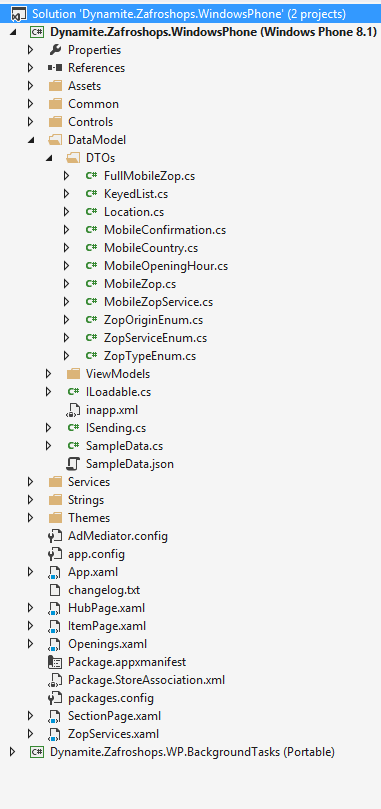 Solution 'Dynamite.Zafroshops.WindowsPhone' (2 projects)
C# Dynamite.Zafroshops.WindowsPhone (Windows Phone 8.1)
Properties
References
Assets
Common
Controls
DataModel
DTOs
C# FullMobileZop.cs
C# KeyedList.cs
C# Location.cs
C# MobileConfirmation.cs
C# MobileCountry.cs
C# MobileOpeningHour.cs
C# MobileZop.cs
C# MobileZopService.cs
C# ZopOriginEnum.cs
C# ZopServiceEnum.cs
C# ZopTypeEnum.cs
ViewModels
C# ILoadable.cs
inapp.xml
C# ISending.cs
C# SampleData.cs
SampleData.json
Services
Strings
Themes
AdMediator.config
app.config
App.xaml
changelog.txt
HubPage.xaml
ItemPage.xaml
Openings.xaml
Package.appxmanifest
Package.StoreAssociation.xml
packages.config
SectionPage.xaml
ZopServices.xaml
C# Dynamite.Zafroshops.WP.BackgroundTasks (Portable)